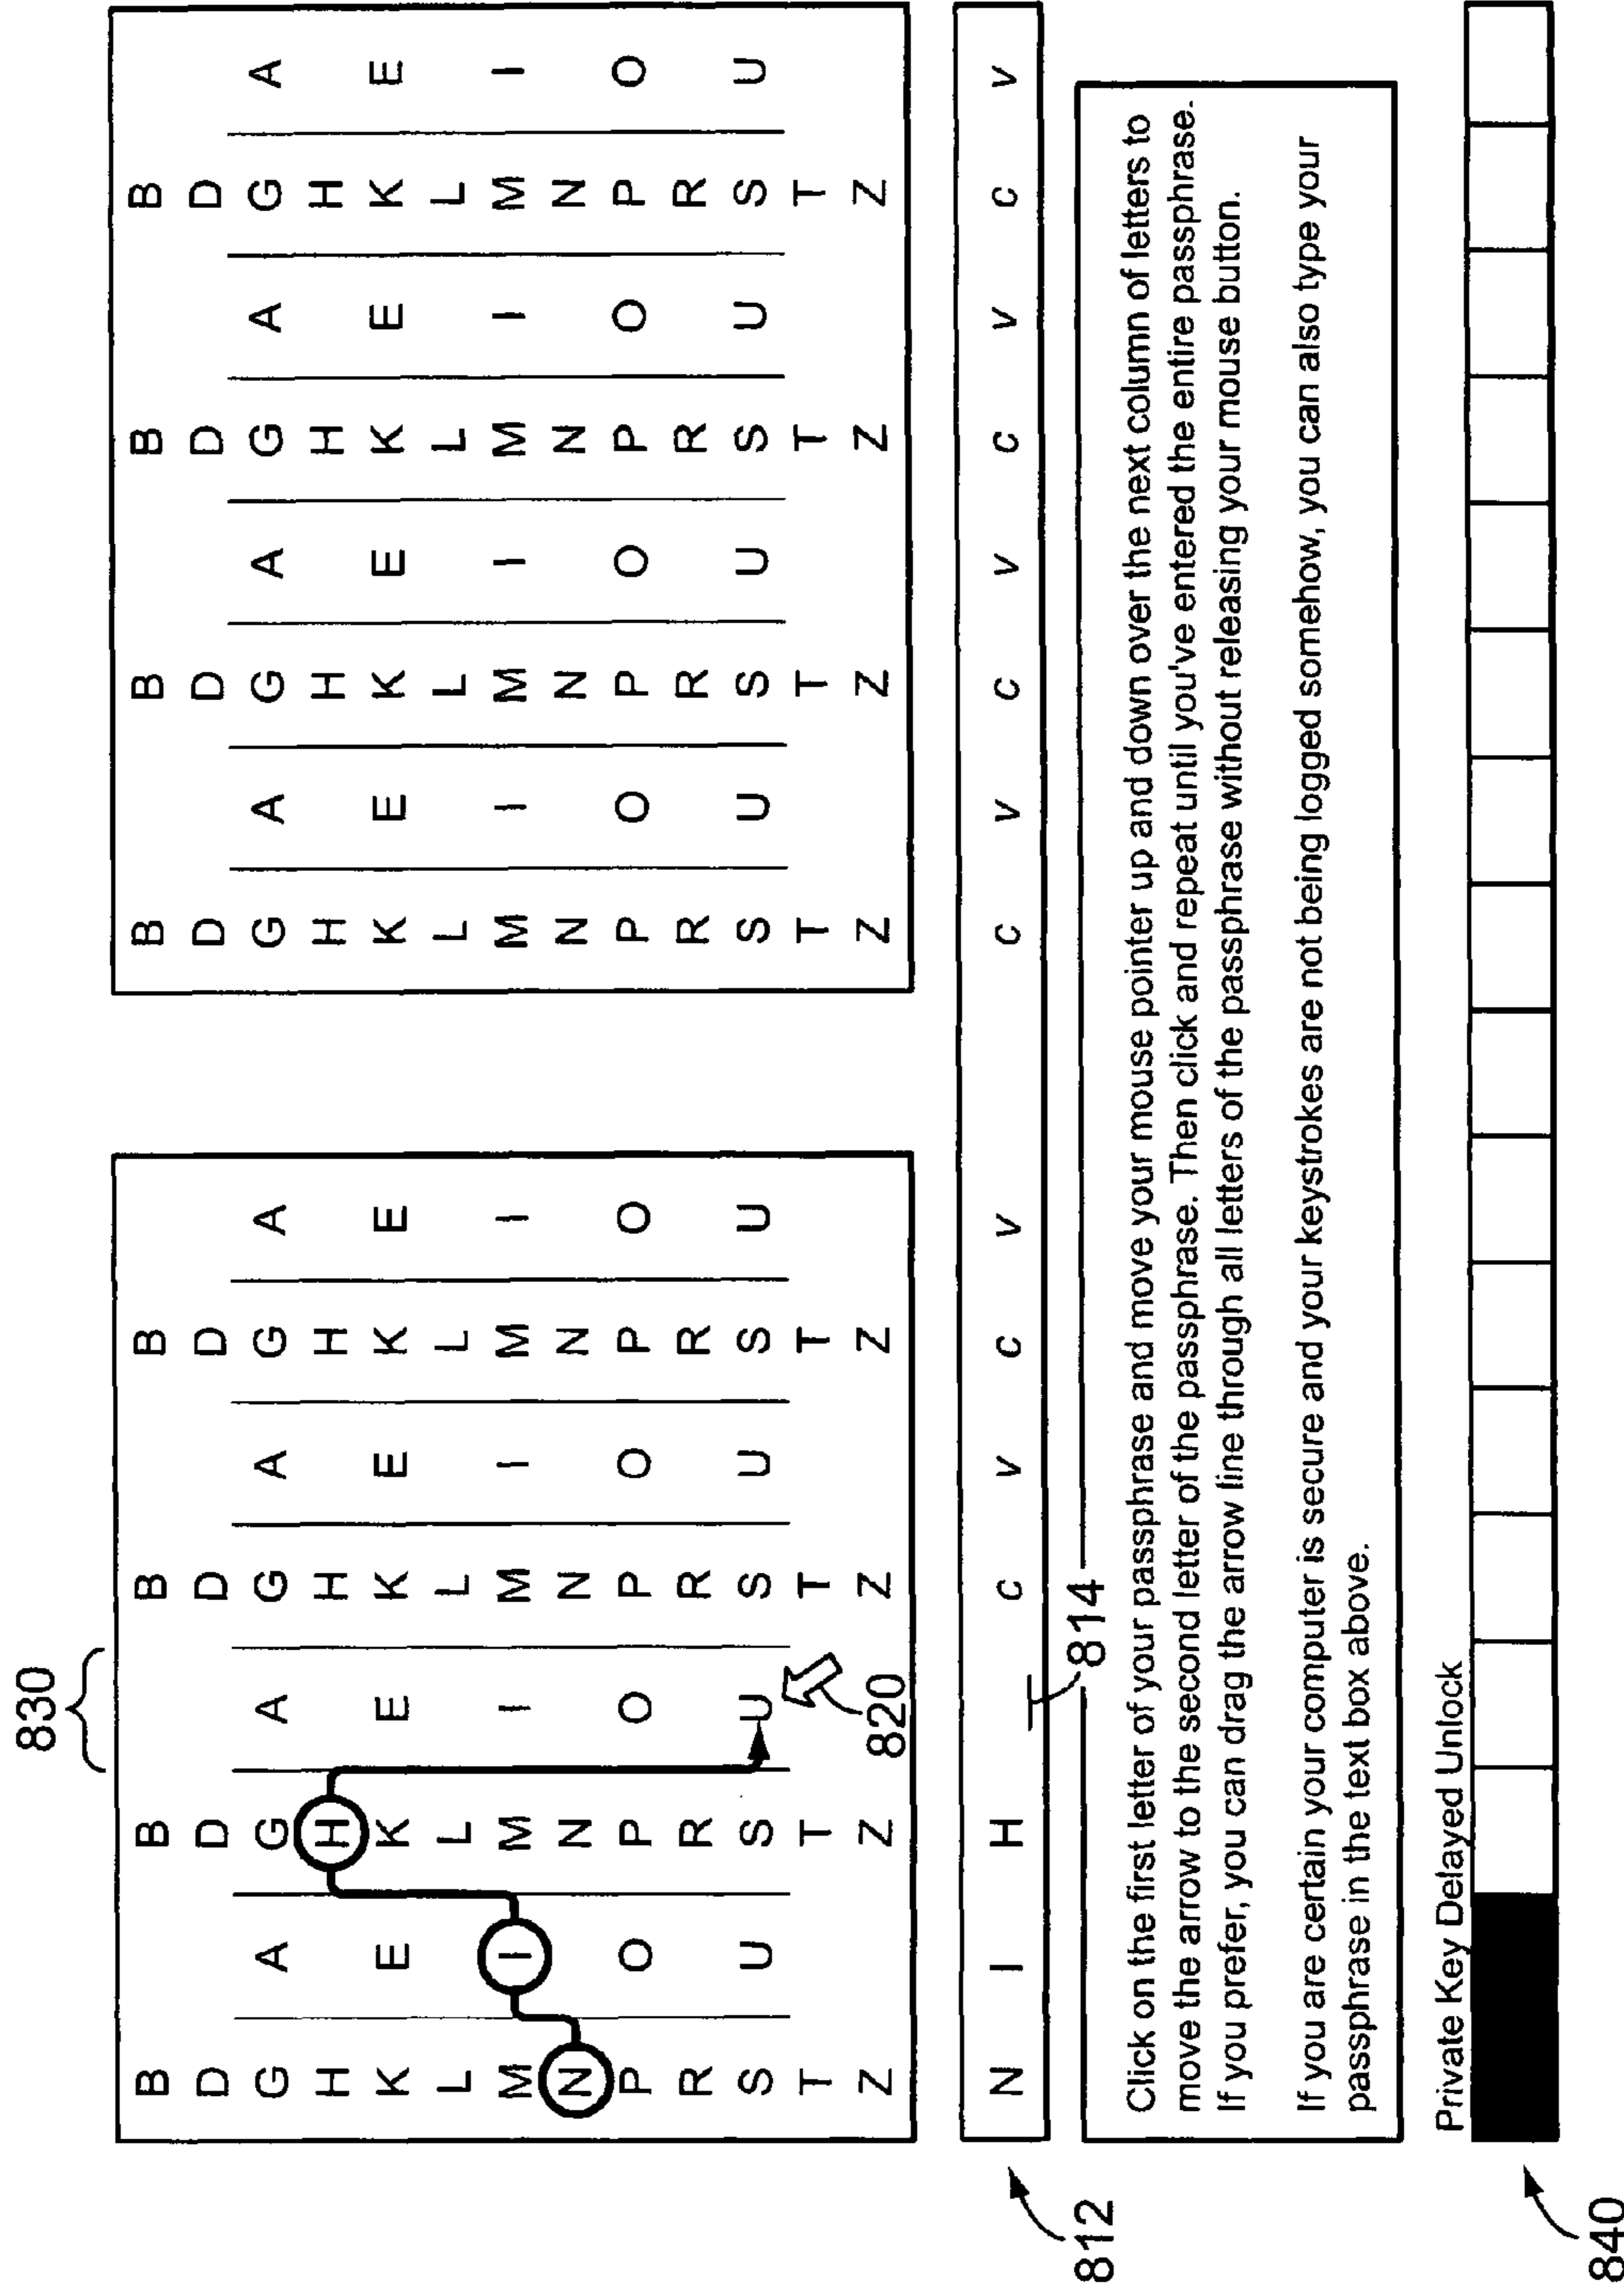 830
B B B B B B B B
D D D D D D D D
G A G A G A G A G A G A G A G A
H H H H H H H H
K E K E K E K E K E K E K E K E
L L L L L L L L
M I M I M I M I M I M I M I M I
N N N N N N N N
P O P O P O P O P O P O P O P O
R R R R R R R R
S U S U S U S U S U S U S U S U
T T T T T T T T
Z Z Z Z Z Z Z Z
820
N I H c v c v c v c v c v c v
812
814
Click on the first letter of your passphrase and move your mouse pointer up and down over the next column of letters to
move the arrow to the second letter of the passphrase. Then click and repeat until you've entered the entire passphrase.
If you prefer, you can drag the arrow line through all letters of the passphrase without releasing your mouse button.
If you are certain your computer is secure and your keystrokes are not being logged somehow, you can also type your
passphrase in the text box above.
Private Key Delayed Unlock
840